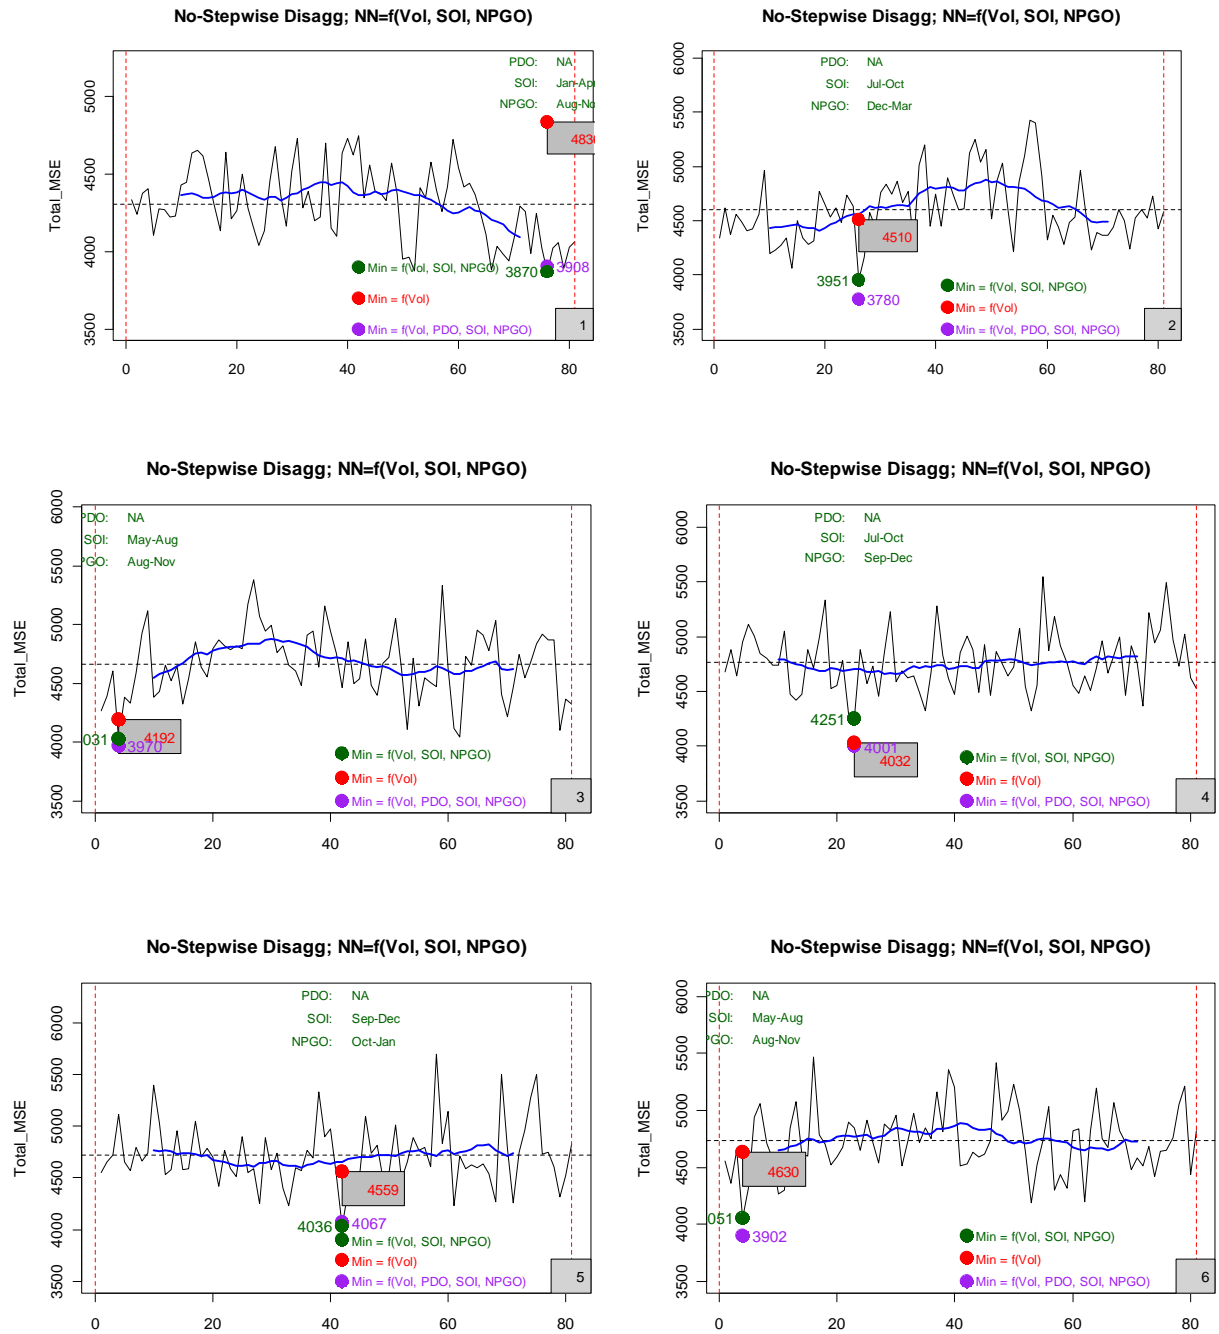 No-Stepwise Disagg; NN=f(Vol, SOI, NPGO)
PDO: NA
SOI: Jan-Apr
NPGO: Aug-No
Total_MSE
3500 4000 4500 5000
4836
3908
3870
Min = f(Vol, SOI, NPGO)
Min = f(Vol)
Min = f(Vol, PDO, SOI, NPGO)
1
0 20 40 60 80
No-Stepwise Disagg; NN=f(Vol, SOI, NPGO)
PDO: NA
SOI: Jul-Oct
NPGO: Dec-Mar
Total_MSE
3500 4000 4500 5000 5500 6000
4510
3951
3780
Min = f(Vol, SOI, NPGO)
Min = f(Vol)
Min = f(Vol, PDO, SOI, NPGO)
2
0 20 40 60 80
No-Stepwise Disagg; NN=f(Vol, SOI, NPGO)
PDO: NA
SOI: May-Aug
PGO: Aug-Nov
Total_MSE
3500 4000 4500 5000 5500 6000
4192
031
3970
Min = f(Vol, SOI, NPGO)
Min = f(Vol)
Min = f(Vol, PDO, SOI, NPGO)
3
0 20 40 60 80
No-Stepwise Disagg; NN=f(Vol, SOI, NPGO)
PDO: NA
SOI: Jul-Oct
NPGO: Sep-Dec
Total_MSE
3500 4000 4500 5000 5500 6000
4251
4001
4032
Min = f(Vol, SOI, NPGO)
Min = f(Vol)
Min = f(Vol, PDO, SOI, NPGO)
4
0 20 40 60 80
No-Stepwise Disagg; NN=f(Vol, SOI, NPGO)
PDO: NA
SOI: Sep-Dec
NPGO: Oct-Jan
Total_MSE
3500 4000 4500 5000 5500 6000
4559
4067
4036
Min = f(Vol, SOI, NPGO)
Min = f(Vol)
Min = f(Vol, PDO, SOI, NPGO)
5
0 20 40 60 80
No-Stepwise Disagg; NN=f(Vol, SOI, NPGO)
PDO: NA
SOI: May-Aug
PGO: Aug-Nov
Total_MSE
3500 4000 4500 5000 5500 6000
4630
051
3902
Min = f(Vol, SOI, NPGO)
Min = f(Vol)
Min = f(Vol, PDO, SOI, NPGO)
6
0 20 40 60 80